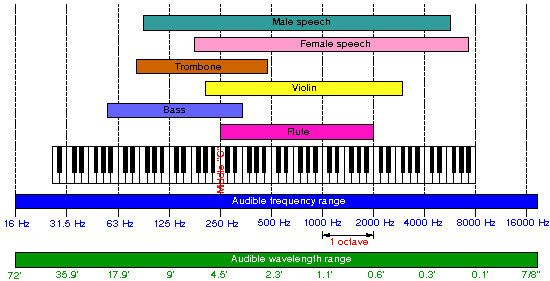 Male speech
Female speech
Trombone
Violin
Bass
Flute
Middle "C"
Audible frequency range
16 Hz 31.5 Hz 63 Hz 125 Hz 250 Hz 500 Hz 1000 Hz 2000 Hz 4000 Hz 8000 Hz 16000 Hz
1 octave
Audible wavelength range
72' 35.9' 17.9' 9' 4.5' 2.3' 1.1' 0.6' 0.3' 0.1' 7/8"